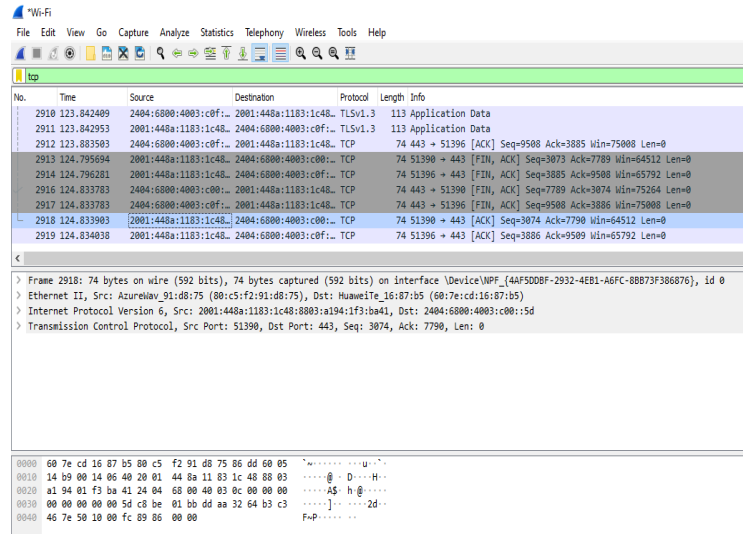 *Wi-Fi
File Edit View Go Capture Analyze Statistics Telephony Wireless Tools Help
tcp
No. Time Source Destination Protocol Length Info
2910 123.842409 2404:6800:4003:c0f:… 2001:448a:1183:1c48… TLSv1.3 113 Application Data
2911 123.842953 2001:448a:1183:1c48… 2404:6800:4003:c0f:… TLSv1.3 113 Application Data
2912 123.883503 2404:6800:4003:c0f:… 2001:448a:1183:1c48… TCP 74 443 → 51396 [ACK] Seq=9508 Ack=3885 Win=75008 Len=0
2913 124.795694 2001:448a:1183:1c48… 2404:6800:4003:c00:… TCP 74 51390 → 443 [FIN, ACK] Seq=3073 Ack=7789 Win=64512 Len=0
2914 124.796281 2001:448a:1183:1c48… 2404:6800:4003:c0f:… TCP 74 51396 → 443 [FIN, ACK] Seq=3885 Ack=9508 Win=65792 Len=0
2916 124.833783 2404:6800:4003:c00:… 2001:448a:1183:1c48… TCP 74 443 → 51390 [FIN, ACK] Seq=7789 Ack=3074 Win=75264 Len=0
2917 124.833783 2404:6800:4003:c0f:… 2001:448a:1183:1c48… TCP 74 443 → 51396 [FIN, ACK] Seq=9508 Ack=3886 Win=75008 Len=0
2918 124.833903 2001:448a:1183:1c48… 2404:6800:4003:c00:… TCP 74 51390 → 443 [ACK] Seq=3074 Ack=7790 Win=64512 Len=0
2919 124.834038 2001:448a:1183:1c48… 2404:6800:4003:c0f:… TCP 74 51396 → 443 [ACK] Seq=3886 Ack=9509 Win=65792 Len=0
> Frame 2918: 74 bytes on wire (592 bits), 74 bytes captured (592 bits) on interface \Device\NPF_{4AF5DDBF-2932-4EB1-A6FC-8BB73F386876}, id 0
> Ethernet II, Src: AzureWav_91:d8:75 (80:c5:f2:91:d8:75), Dst: HuaweiTe_16:87:b5 (60:7e:cd:16:87:b5)
> Internet Protocol Version 6, Src: 2001:448a:1183:1c48:8803:a194:1f3:ba41, Dst: 2404:6800:4003:c00::5d
> Transmission Control Protocol, Src Port: 51390, Dst Port: 443, Seq: 3074, Ack: 7790, Len: 0
0000 60 7e cd 16 87 b5 80 c5 f2 91 d8 75 86 dd 60 05 `~······ ···u··`·
0010 14 b9 00 14 06 40 20 01 44 8a 11 83 1c 48 88 03 ·····@ · D····H··
0020 a1 94 01 f3 ba 41 24 04 68 00 40 03 0c 00 00 00 ·····A$· h·@·····
0030 00 00 00 00 00 5d c8 be 01 bb dd aa 32 64 b3 c3 ·····]·· ····2d··
0040 46 7e 50 10 00 fc 89 86 00 00 F~P····· ··